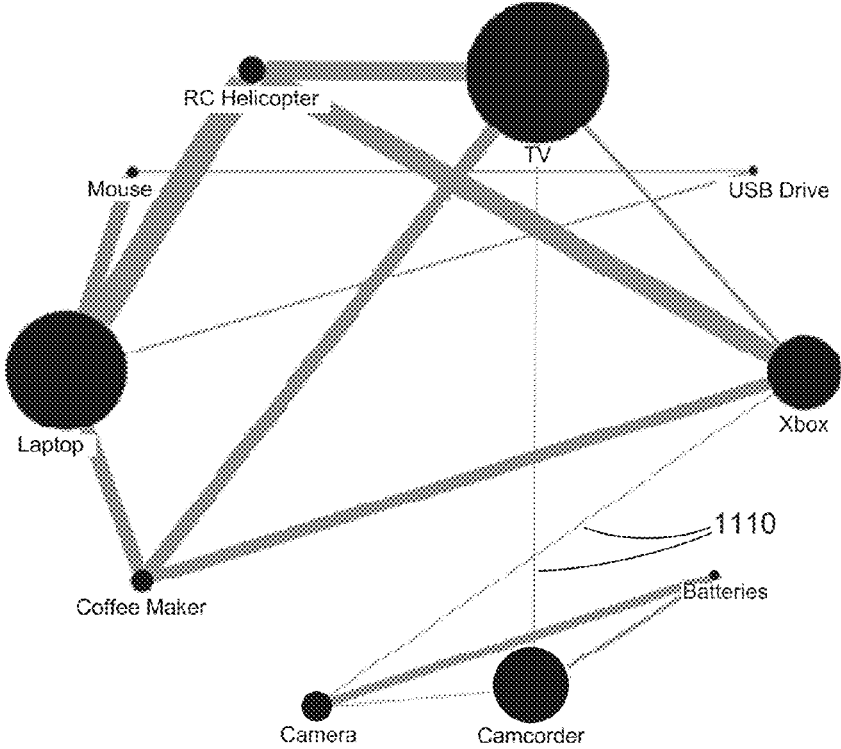 RC Helicopter
TV
Mouse
USB Drive
Laptop
Xbox
1110
Coffee Maker
Batteries
Camera
Camcorder